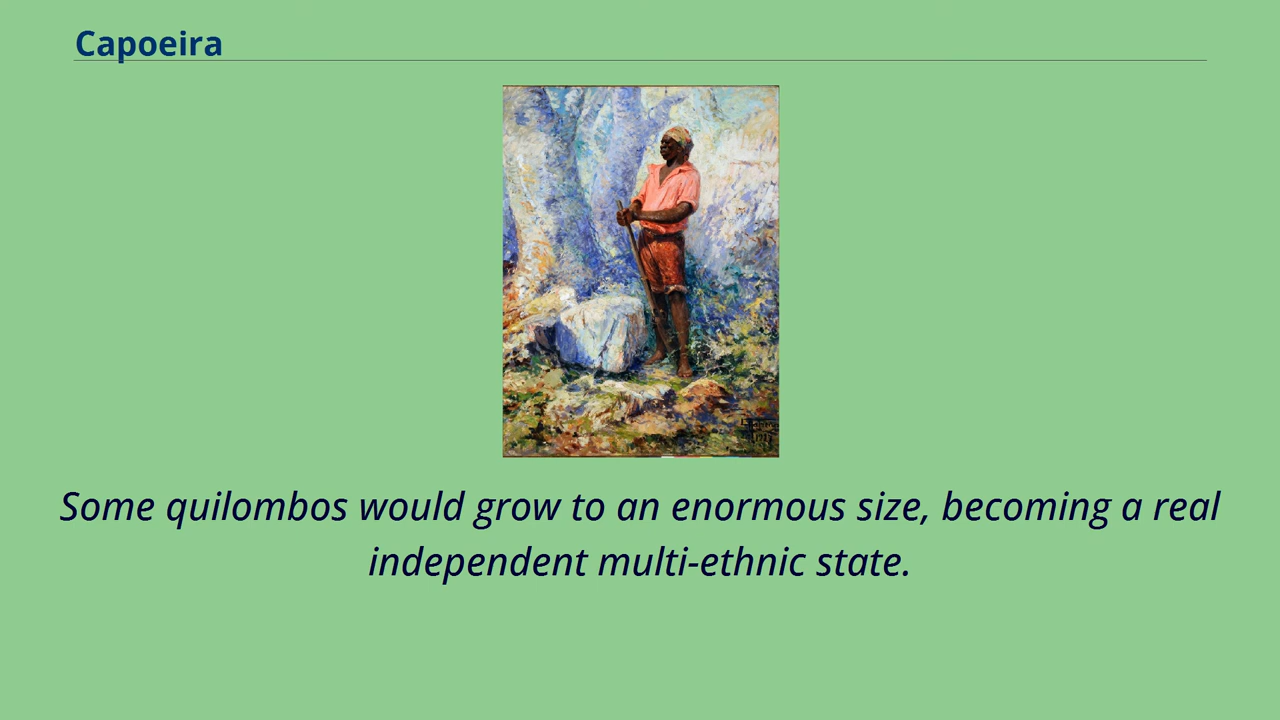 Capoeira
Some quilombos would grow to an enormous size, becoming a real
independent multi-ethnic state.